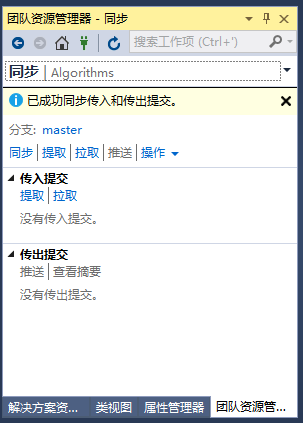 团队资源管理器 - 同步
搜索工作项 (Ctrl+')
同步 | Algorithms
已成功同步传入和传出提交。
分支: master
同步 | 提取 | 拉取 | 推送 | 操作
传入提交
提取 | 拉取
没有传入提交。
传出提交
推送 | 查看摘要
没有传出提交。
解决方案资... 类视图 属性管理器 团队资源管...